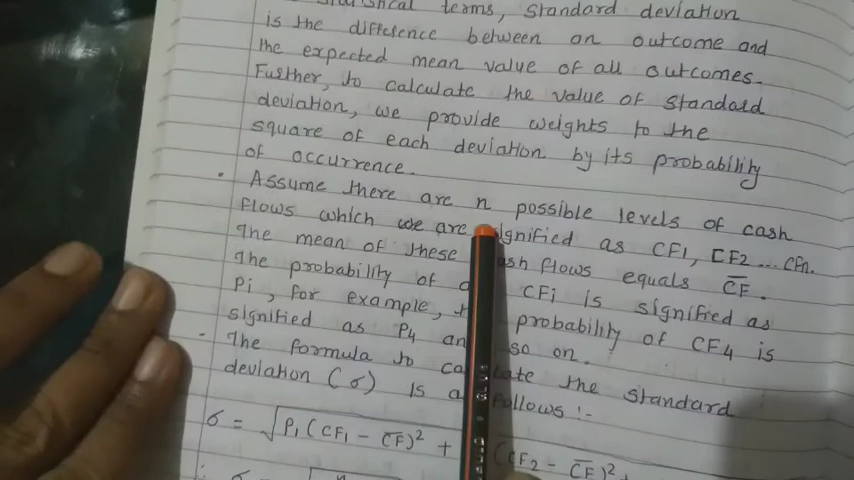 terms, standard deviation
is the difference between an outcome and
the expected mean value of all outcomes.
Further, to calculate the value of standard
deviation, we provide weights to the
square of each deviation by its probability
of occurrence.
• Assume there are n possible levels of cash
flows which we are signified as CF1, CF2 ... CFn.
The mean of these cash flows equals C̅F̅.
The probability of CFi is signified as
Pi, for example, probability of CF4 is
signified as P4 and so on.
- The formula to calculate the standard
deviation (σ) is as follows :-
σ = √P1 (CF1 - C̅F̅)² + (CF2 - C̅F̅)² +